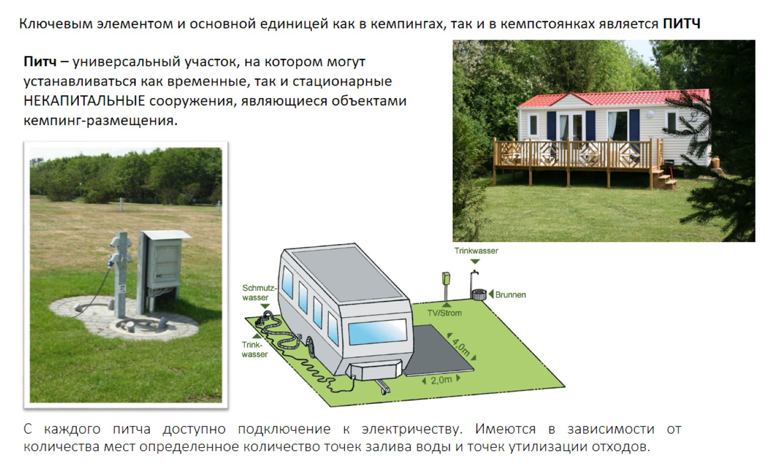 Ключевым элементом и основной единицей как в кемпингах, так и в кемпстоянках является ПИТЧ
Питч – универсальный участок, на котором могут
устанавливаться как временные, так и стационарные
НЕКАПИТАЛЬНЫЕ сооружения, являющиеся объектами
кемпинг-размещения.
Trinkwasser
Schmutz-
wasser
Brunnen
TV/Strom
Trink-
wasser
4,0m
2,0m
С каждого питча доступно подключение к электричеству. Имеются в зависимости от
количества мест определенное количество точек залива воды и точек утилизации отходов.